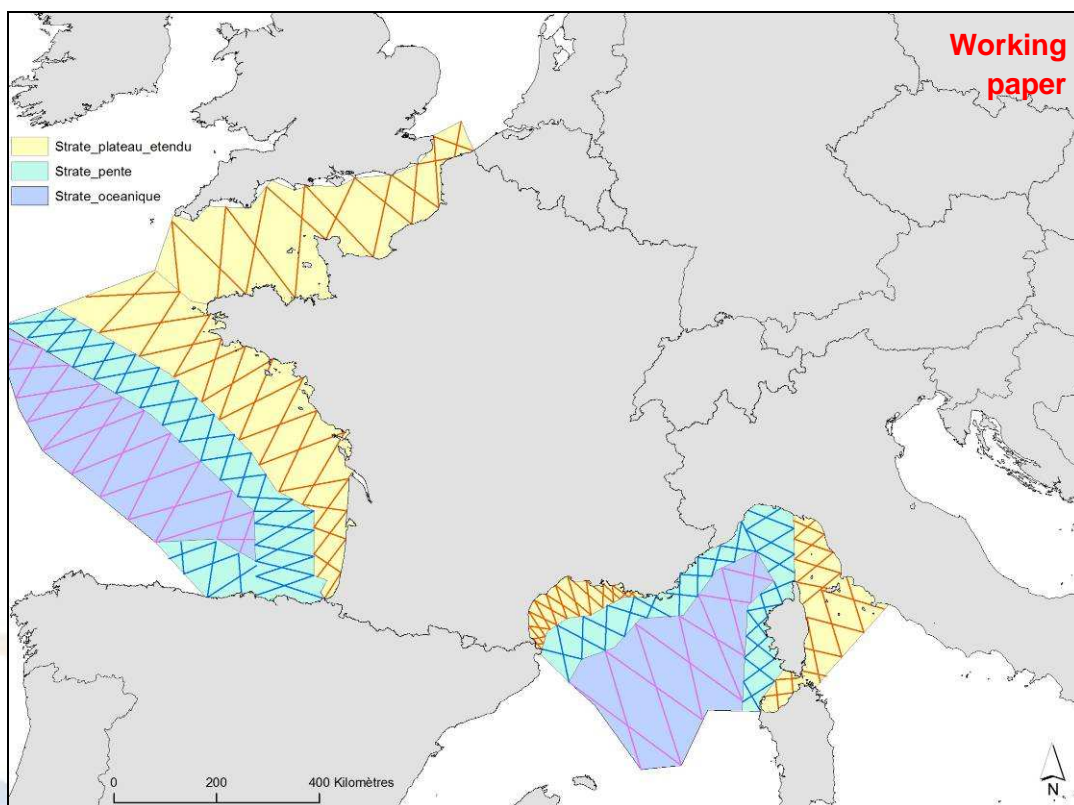 Working
paper
Strate_plateau_etendu
Strate_pente
Strate_oceanique
0 200 400 Kilomètres
N